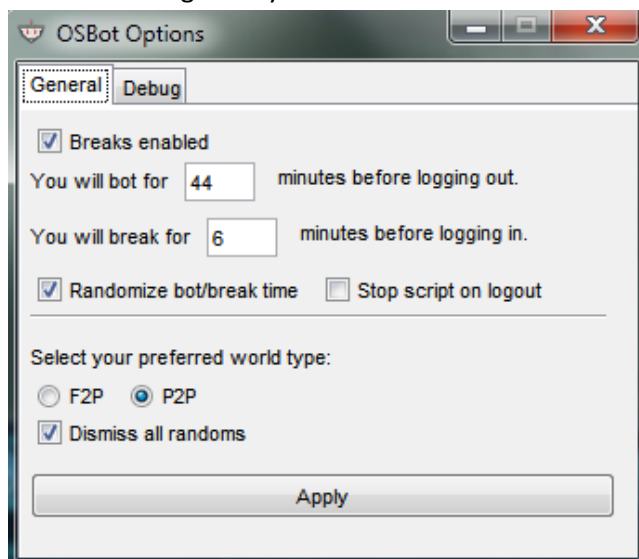 OSBot Options
General Debug
Breaks enabled
You will bot for 44 minutes before logging out.
You will break for 6 minutes before logging in.
Randomize bot/break time Stop script on logout
Select your preferred world type:
F2P P2P
Dismiss all randoms
Apply